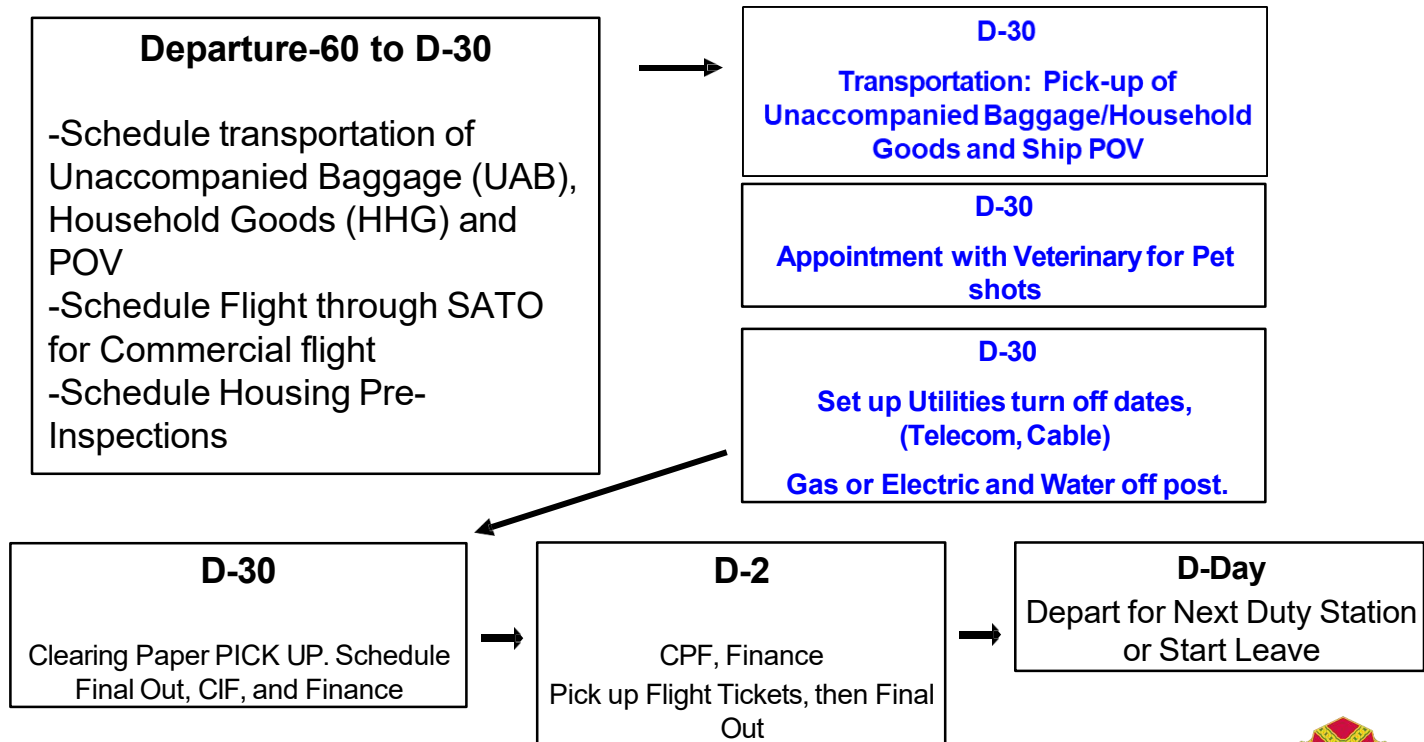 Departure-60 to D-30
-Schedule transportation of
Unaccompanied Baggage (UAB),
Household Goods (HHG) and
POV
-Schedule Flight through SATO
for Commercial flight
-Schedule Housing Pre-
Inspections
D-30
Transportation: Pick-up of
Unaccompanied Baggage/Household
Goods and Ship POV
D-30
Appointment with Veterinary for Pet
shots
D-30
Set up Utilities turn off dates,
(Telecom, Cable)
Gas or Electric and Water off post.
D-30
Clearing Paper PICK UP. Schedule
Final Out, CIF, and Finance
D-2
CPF, Finance
Pick up Flight Tickets, then Final
Out
D-Day
Depart for Next Duty Station
or Start Leave